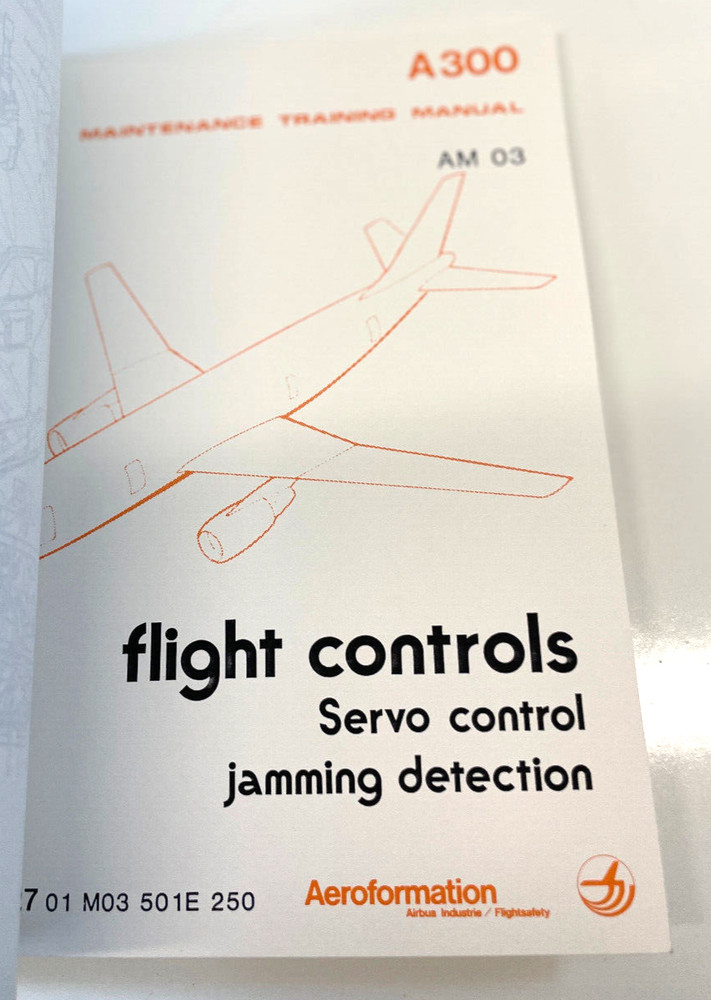 A300
MAINTENANCE TRAINING MANUAL
AM 03
flight controls
Servo control
jamming detection
7 01 M03 501E 250
Aeroformation
Airbus Industrie / Flightsafety